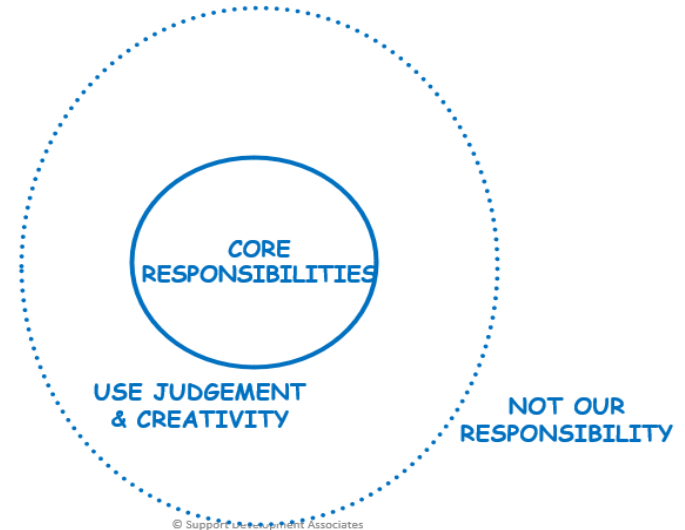 CORE
RESPONSIBILITIES
USE JUDGEMENT
& CREATIVITY
NOT OUR
RESPONSIBILITY
© Support Development Associates